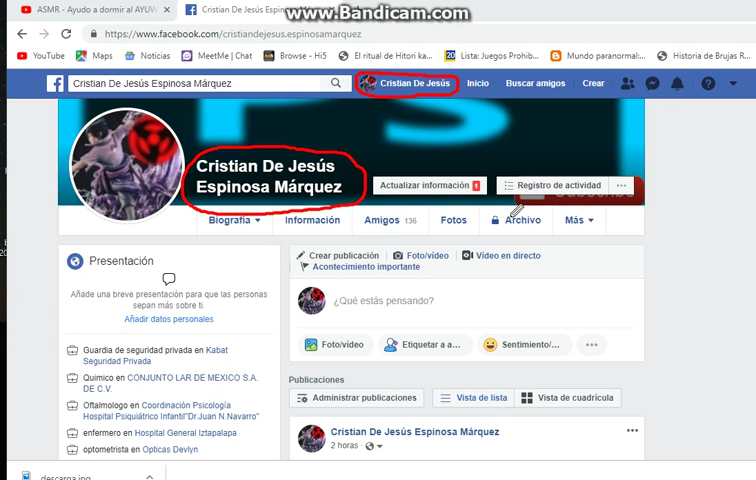 www.Bandicam.com
ASMR - Ayudo a dormir al AYUW
Cristian De Jesús Espinosa Márque
https://www.facebook.com/cristiandejesus.espinosamarquez
YouTube Maps Noticias MeetMe | Chat Browse - Hi5 El ritual de Hitori ka... Lista: Juegos Prohib... Mundo paranormal:... Historia de Brujas R
Cristian De Jesús Espinosa Márquez Cristian De Jesús Inicio Buscar amigos Crear
Cristian De Jesús
Espinosa Márquez
Actualizar información Registro de actividad ...
Biografía Información Amigos 136 Fotos Archivo Más
Presentación
Añade una breve presentación para que las personas
sepan más sobre ti.
Añadir datos personales
Guardia de seguridad privada en Kabat
Seguridad Privada
Quimico en CONJUNTO LAR DE MEXICO S.A.
DE C.V.
Oftalmologo en Coordinación Psicología
Hospital Psiquiátrico Infantil"Dr.Juan N.Navarro"
enfermero en Hospital General Iztapalapa
optometrista en Opticas Devlyn
Crear publicación Foto/vídeo Vídeo en directo
Acontecimiento importante
¿Qué estás pensando?
Foto/vídeo Etiquetar a a... Sentimiento/... ...
Publicaciones
Administrar publicaciones Vista de lista Vista de cuadrícula
Cristian De Jesús Espinosa Márquez ...
2 horas
descarga.jpg